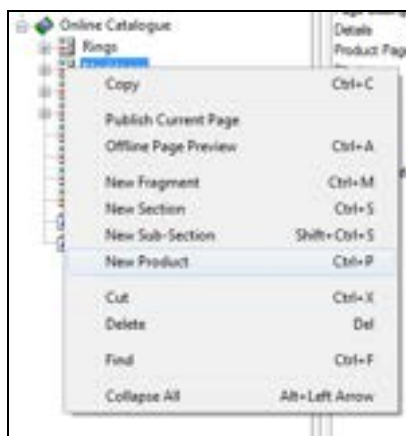 Online Catalogue
Rings
Details
Product Page
Copy Ctrl+C
Publish Current Page
Offline Page Preview Ctrl+A
New Fragment Ctrl+M
New Section Ctrl+S
New Sub-Section Shift+Ctrl+S
New Product Ctrl+P
Cut Ctrl+X
Delete Del
Find Ctrl+F
Collapse All Alt+Left Arrow